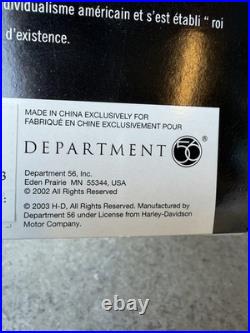 dividualisme américain et s'est établi " roi
d'existence.
MADE IN CHINA EXCLUSIVELY FOR
FABRIQUÉ EN CHINE EXCLUSIVEMENT POUR
DEPARTMENT 56 ®
Department 56, Inc.
Eden Prairie MN 55344, USA
© 2002 All Rights Reserved
3
:
© 2003 H-D, All Rights Reserved. Manufactured by
Department 56 under License from Harley-Davidson
Motor Company.